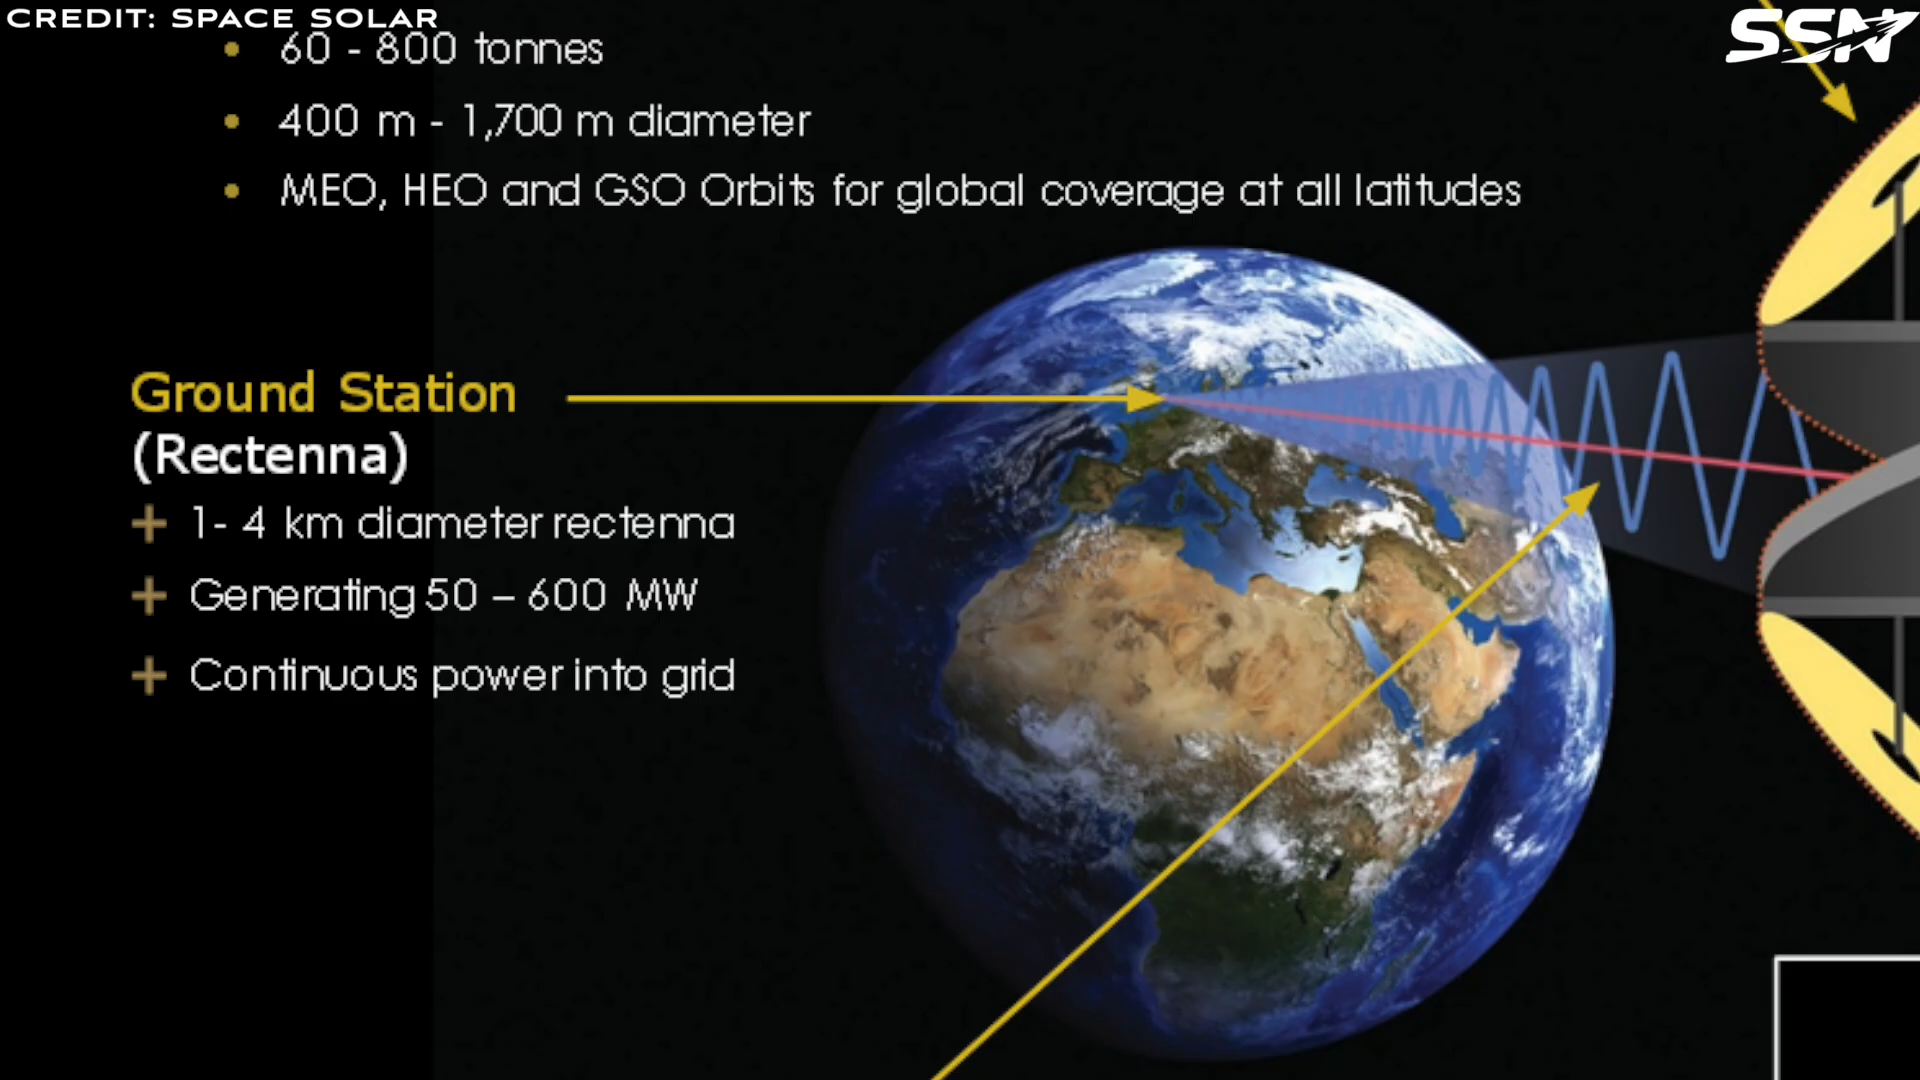 CREDIT: SPACE SOLAR
SSN
• 60 - 800 tonnes
• 400 m - 1,700 m diameter
• MEO, HEO and GSO Orbits for global coverage at all latitudes
Ground Station
(Rectenna)
+ 1- 4 km diameter rectenna
+ Generating 50 – 600 MW
+ Continuous power into grid